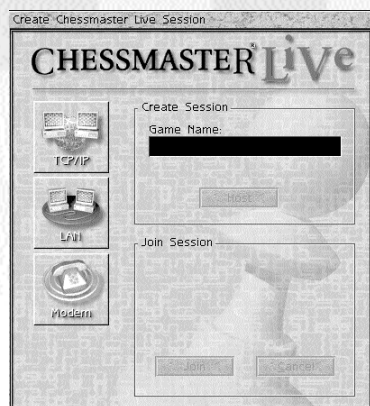 Create Chessmaster Live Session
CHESSMASTER® LiVe
Create Session
Game Name:
Host
TCP/IP
LAN
Join Session
Modem
Join
Cancel